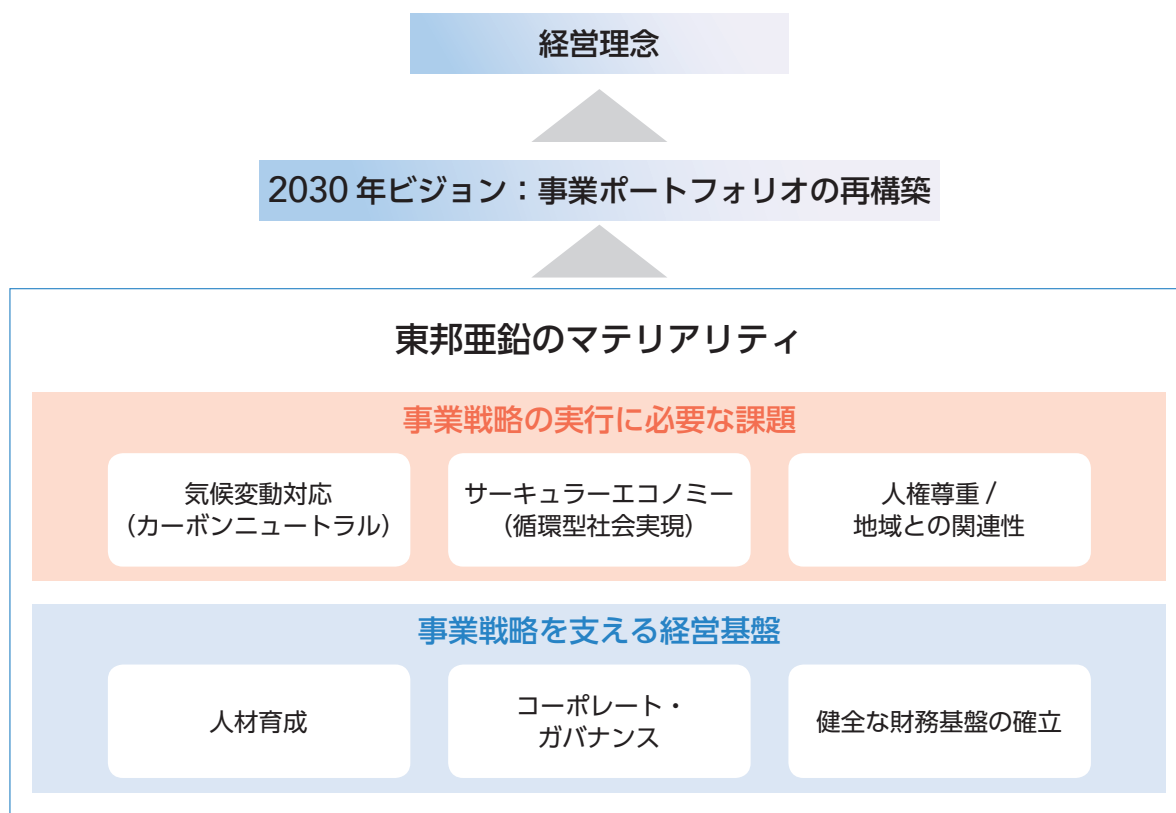 経営理念
2030 年ビジョン：事業ポートフォリオの再構築
東邦亜鉛のマテリアリティ
事業戦略の実行に必要な課題
気候変動対応
（カーボンニュートラル）
サーキュラーエコノミー
（循環型社会実現）
人権尊重 /
地域との関連性
事業戦略を支える経営基盤
人材育成
コーポレート・
ガバナンス
健全な財務基盤の確立